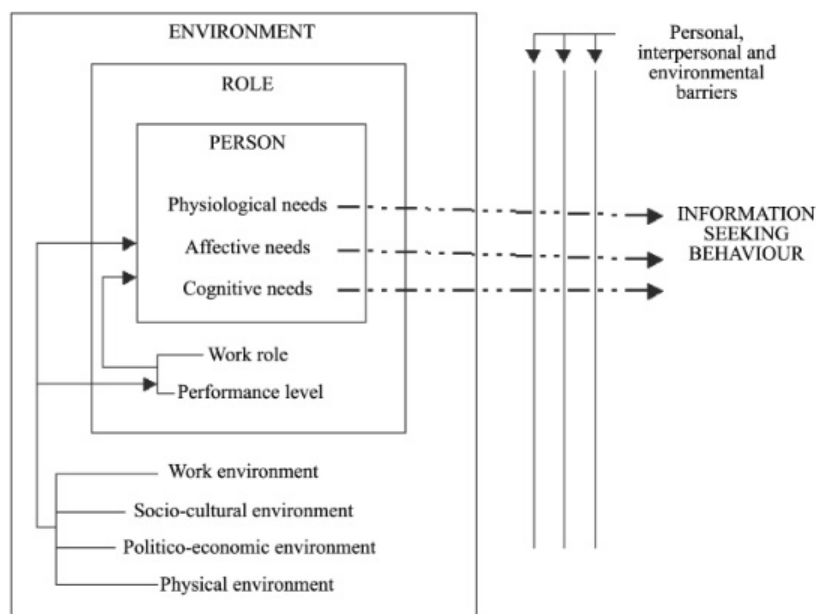 ENVIRONMENT
ROLE
PERSON
Physiological needs
Affective needs
Cognitive needs
Work role
Performance level
Work environment
Socio-cultural environment
Politico-economic environment
Physical environment
Personal,
interpersonal and
environmental
barriers
INFORMATION
SEEKING
BEHAVIOUR